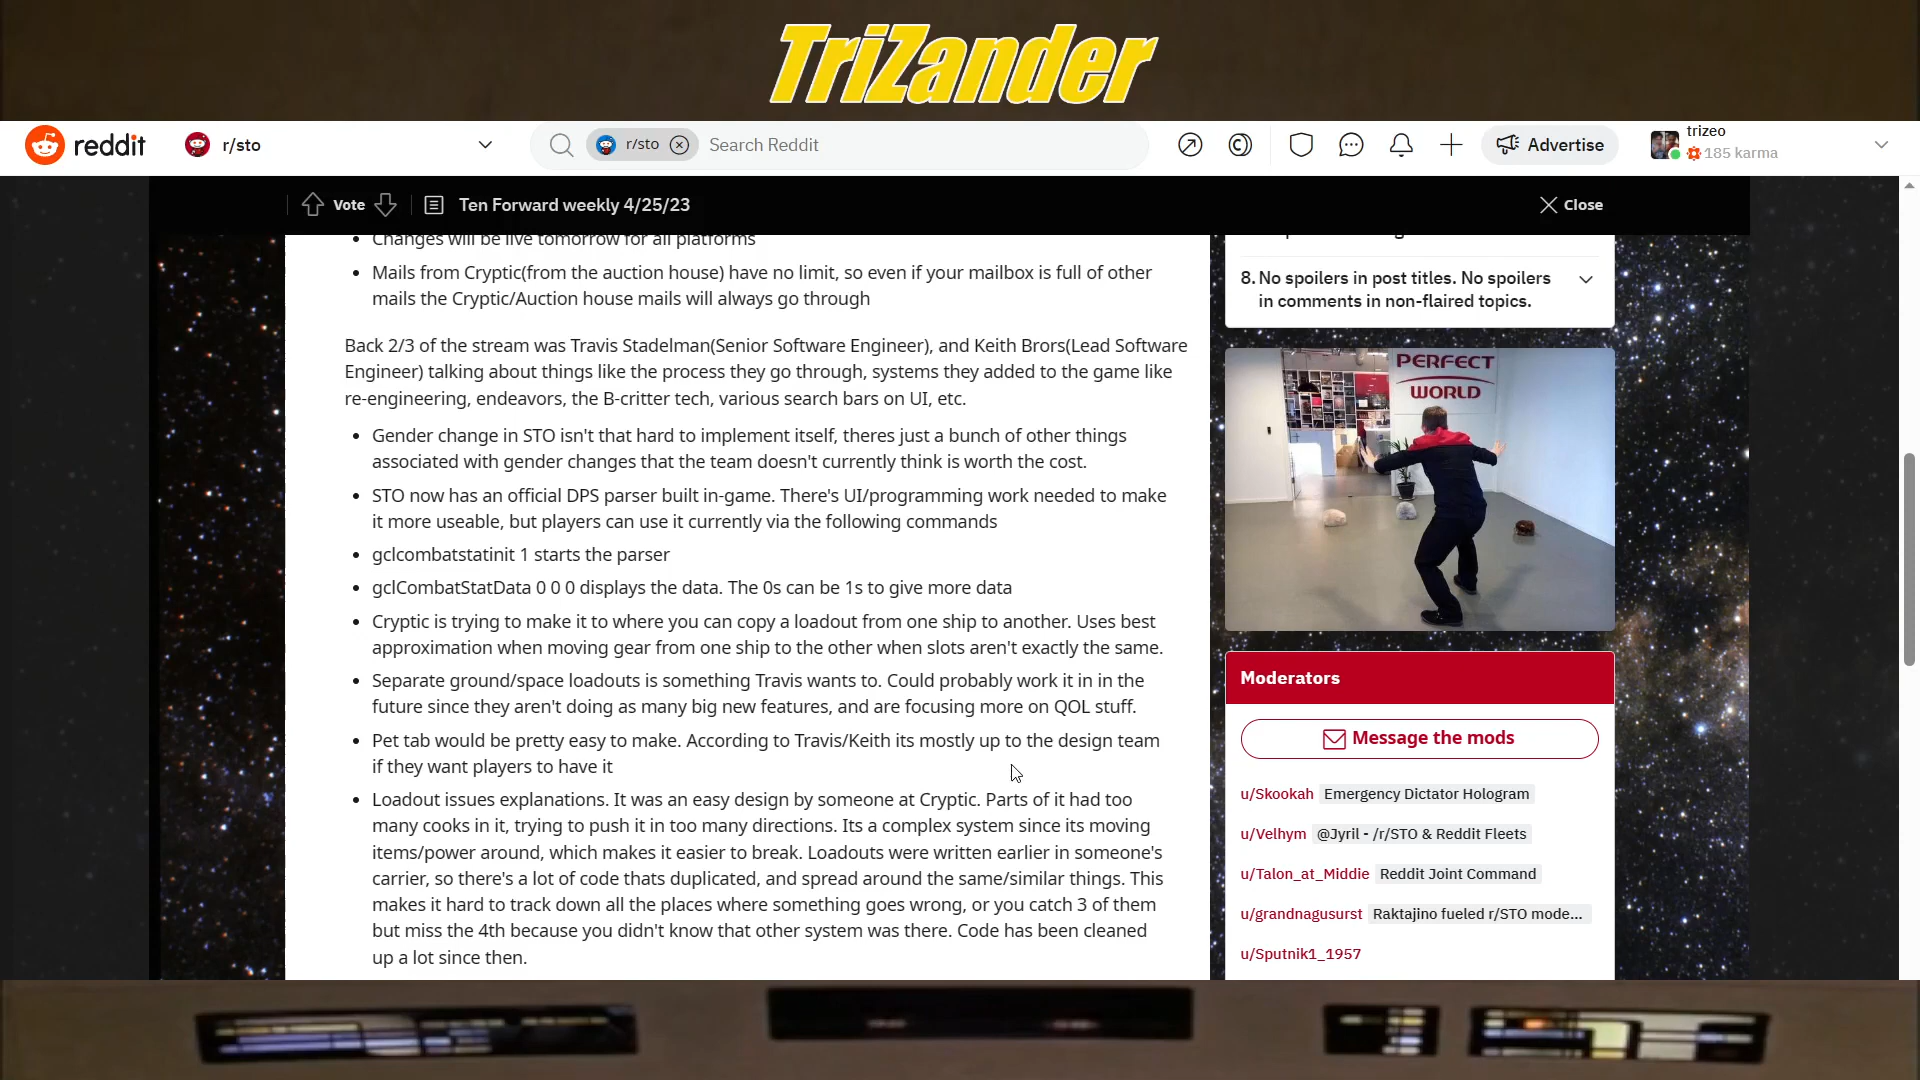 TriZander
reddit
r/sto
r/sto
Search Reddit
Advertise
trizeo
185 karma
Vote
Ten Forward weekly 4/25/23
Close
Changes will be live tomorrow for all platforms
Mails from Cryptic(from the auction house) have no limit, so even if your mailbox is full of other
mails the Cryptic/Auction house mails will always go through
Back 2/3 of the stream was Travis Stadelman(Senior Software Engineer), and Keith Brors(Lead Software
Engineer) talking about things like the process they go through, systems they added to the game like
re-engineering, endeavors, the B-critter tech, various search bars on UI, etc.
Gender change in STO isn't that hard to implement itself, theres just a bunch of other things
associated with gender changes that the team doesn't currently think is worth the cost.
STO now has an official DPS parser built in-game. There's UI/programming work needed to make
it more useable, but players can use it currently via the following commands
gclcombatstatinit 1 starts the parser
gclCombatStatData 0 0 0 displays the data. The 0s can be 1s to give more data
Cryptic is trying to make it to where you can copy a loadout from one ship to another. Uses best
approximation when moving gear from one ship to the other when slots aren't exactly the same.
Separate ground/space loadouts is something Travis wants to. Could probably work it in in the
future since they aren't doing as many big new features, and are focusing more on QOL stuff.
Pet tab would be pretty easy to make. According to Travis/Keith its mostly up to the design team
if they want players to have it
Loadout issues explanations. It was an easy design by someone at Cryptic. Parts of it had too
many cooks in it, trying to push it in too many directions. Its a complex system since its moving
items/power around, which makes it easier to break. Loadouts were written earlier in someone's
carrier, so there's a lot of code thats duplicated, and spread around the same/similar things. This
makes it hard to track down all the places where something goes wrong, or you catch 3 of them
but miss the 4th because you didn't know that other system was there. Code has been cleaned
up a lot since then.
8. No spoilers in post titles. No spoilers
in comments in non-flaired topics.
PERFECT
WORLD
Moderators
Message the mods
u/Skookah Emergency Dictator Hologram
u/Velhym @Jyril - /r/STO & Reddit Fleets
u/Talon_at_Middie Reddit Joint Command
u/grandnagusurst Raktajino fueled r/STO mode...
u/Sputnik1_1957